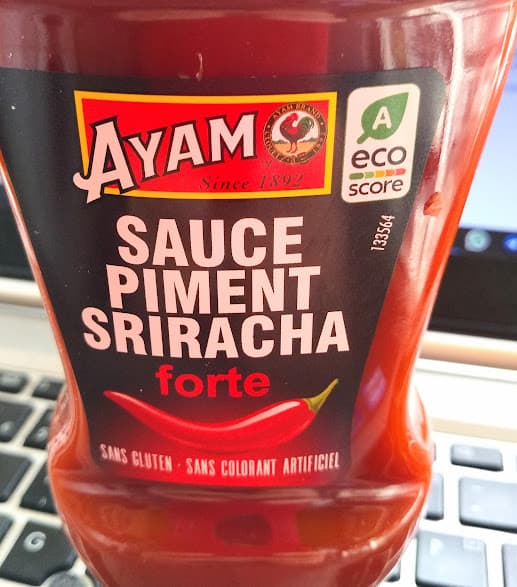 AYAM
AYAM BRAND
Since 1892
A
eco
score
133564
SAUCE
PIMENT
SRIRACHA
forte
SANS GLUTEN · SANS COLORANT ARTIFICIEL
G